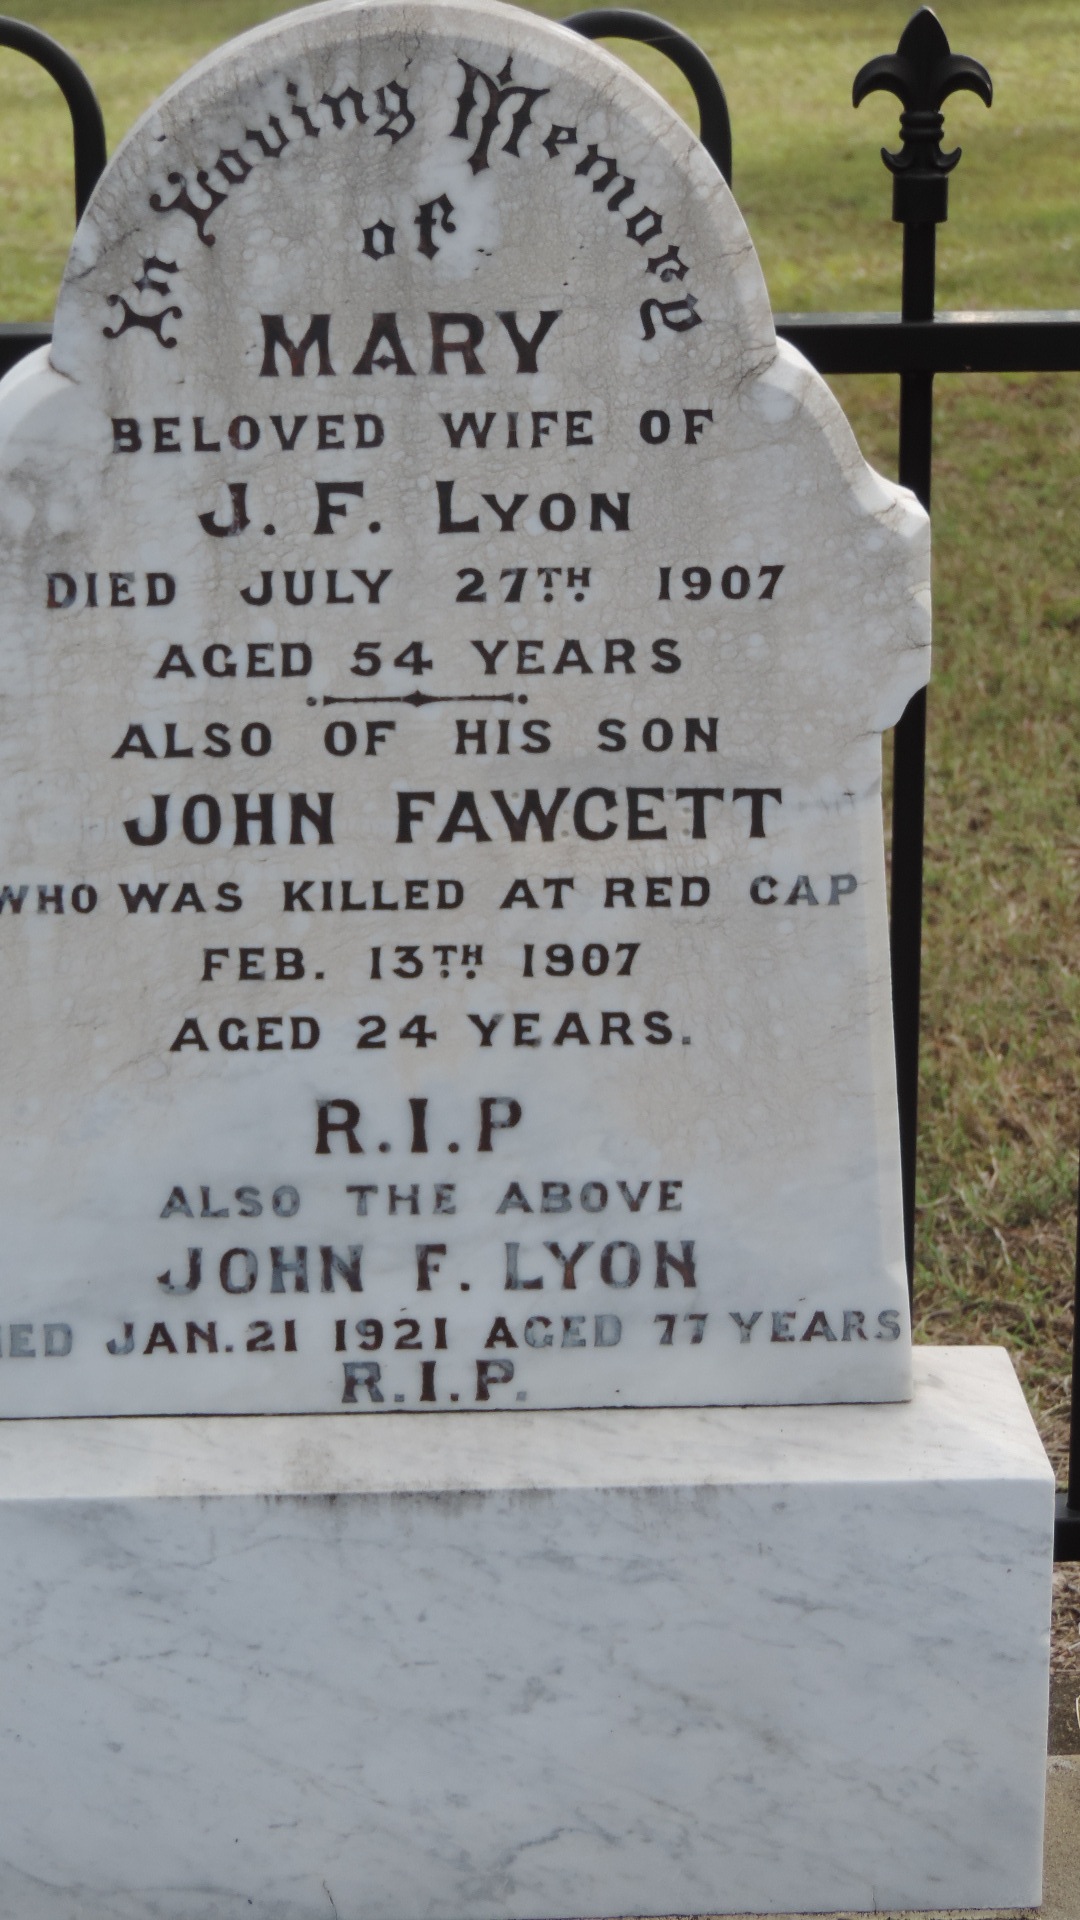 In Loving Memory
of
MARY
BELOVED WIFE OF
J. F. LYON
DIED JULY 27TH 1907
AGED 54 YEARS
ALSO OF HIS SON
JOHN FAWCETT
WHO WAS KILLED AT RED CAP
FEB. 13TH 1907
AGED 24 YEARS.
R.I.P
ALSO THE ABOVE
JOHN F. LYON
IED JAN. 21 1921 AGED 77 YEARS
R.I.P.